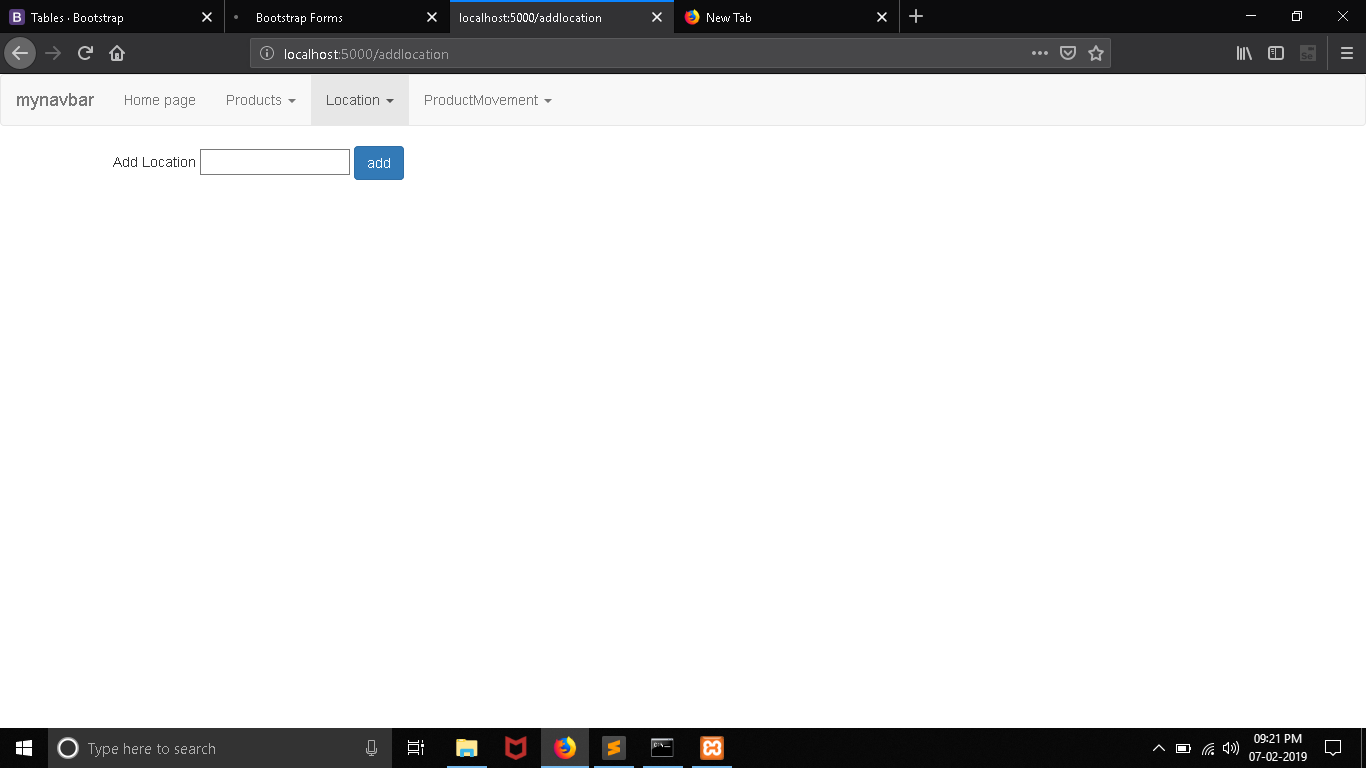 B Tables · Bootstrap
Bootstrap Forms
localhost:5000/addlocation
New Tab
localhost:5000/addlocation
Se
mynavbar
Home page
Products
Location
ProductMovement
Add Location
add
Type here to search
09:21 PM
07-02-2019